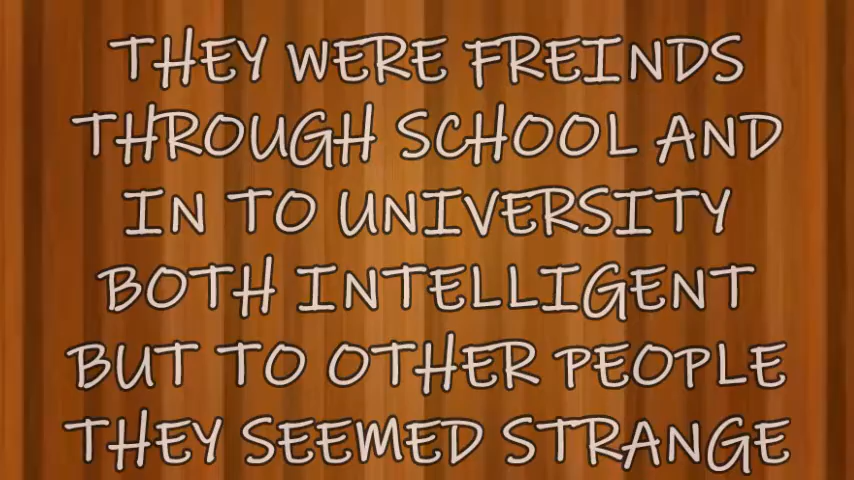 THEY WERE FREINDS
THROUGH SCHOOL AND
IN TO UNIVERSITY
BOTH INTELLIGENT
BUT TO OTHER PEOPLE
THEY SEEMED STRANGE